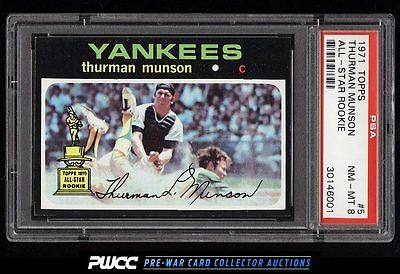 YANKEES
thurman munson • c
TOPPS 1970
ALL-STAR
ROOKIE
Thurman L. Munson
PSA
1971 TOPPS #5
THURMAN MUNSON
ALL-STAR ROOKIE
NM-MT 8
30146001
PWCC PRE-WAR CARD COLLECTOR AUCTIONS